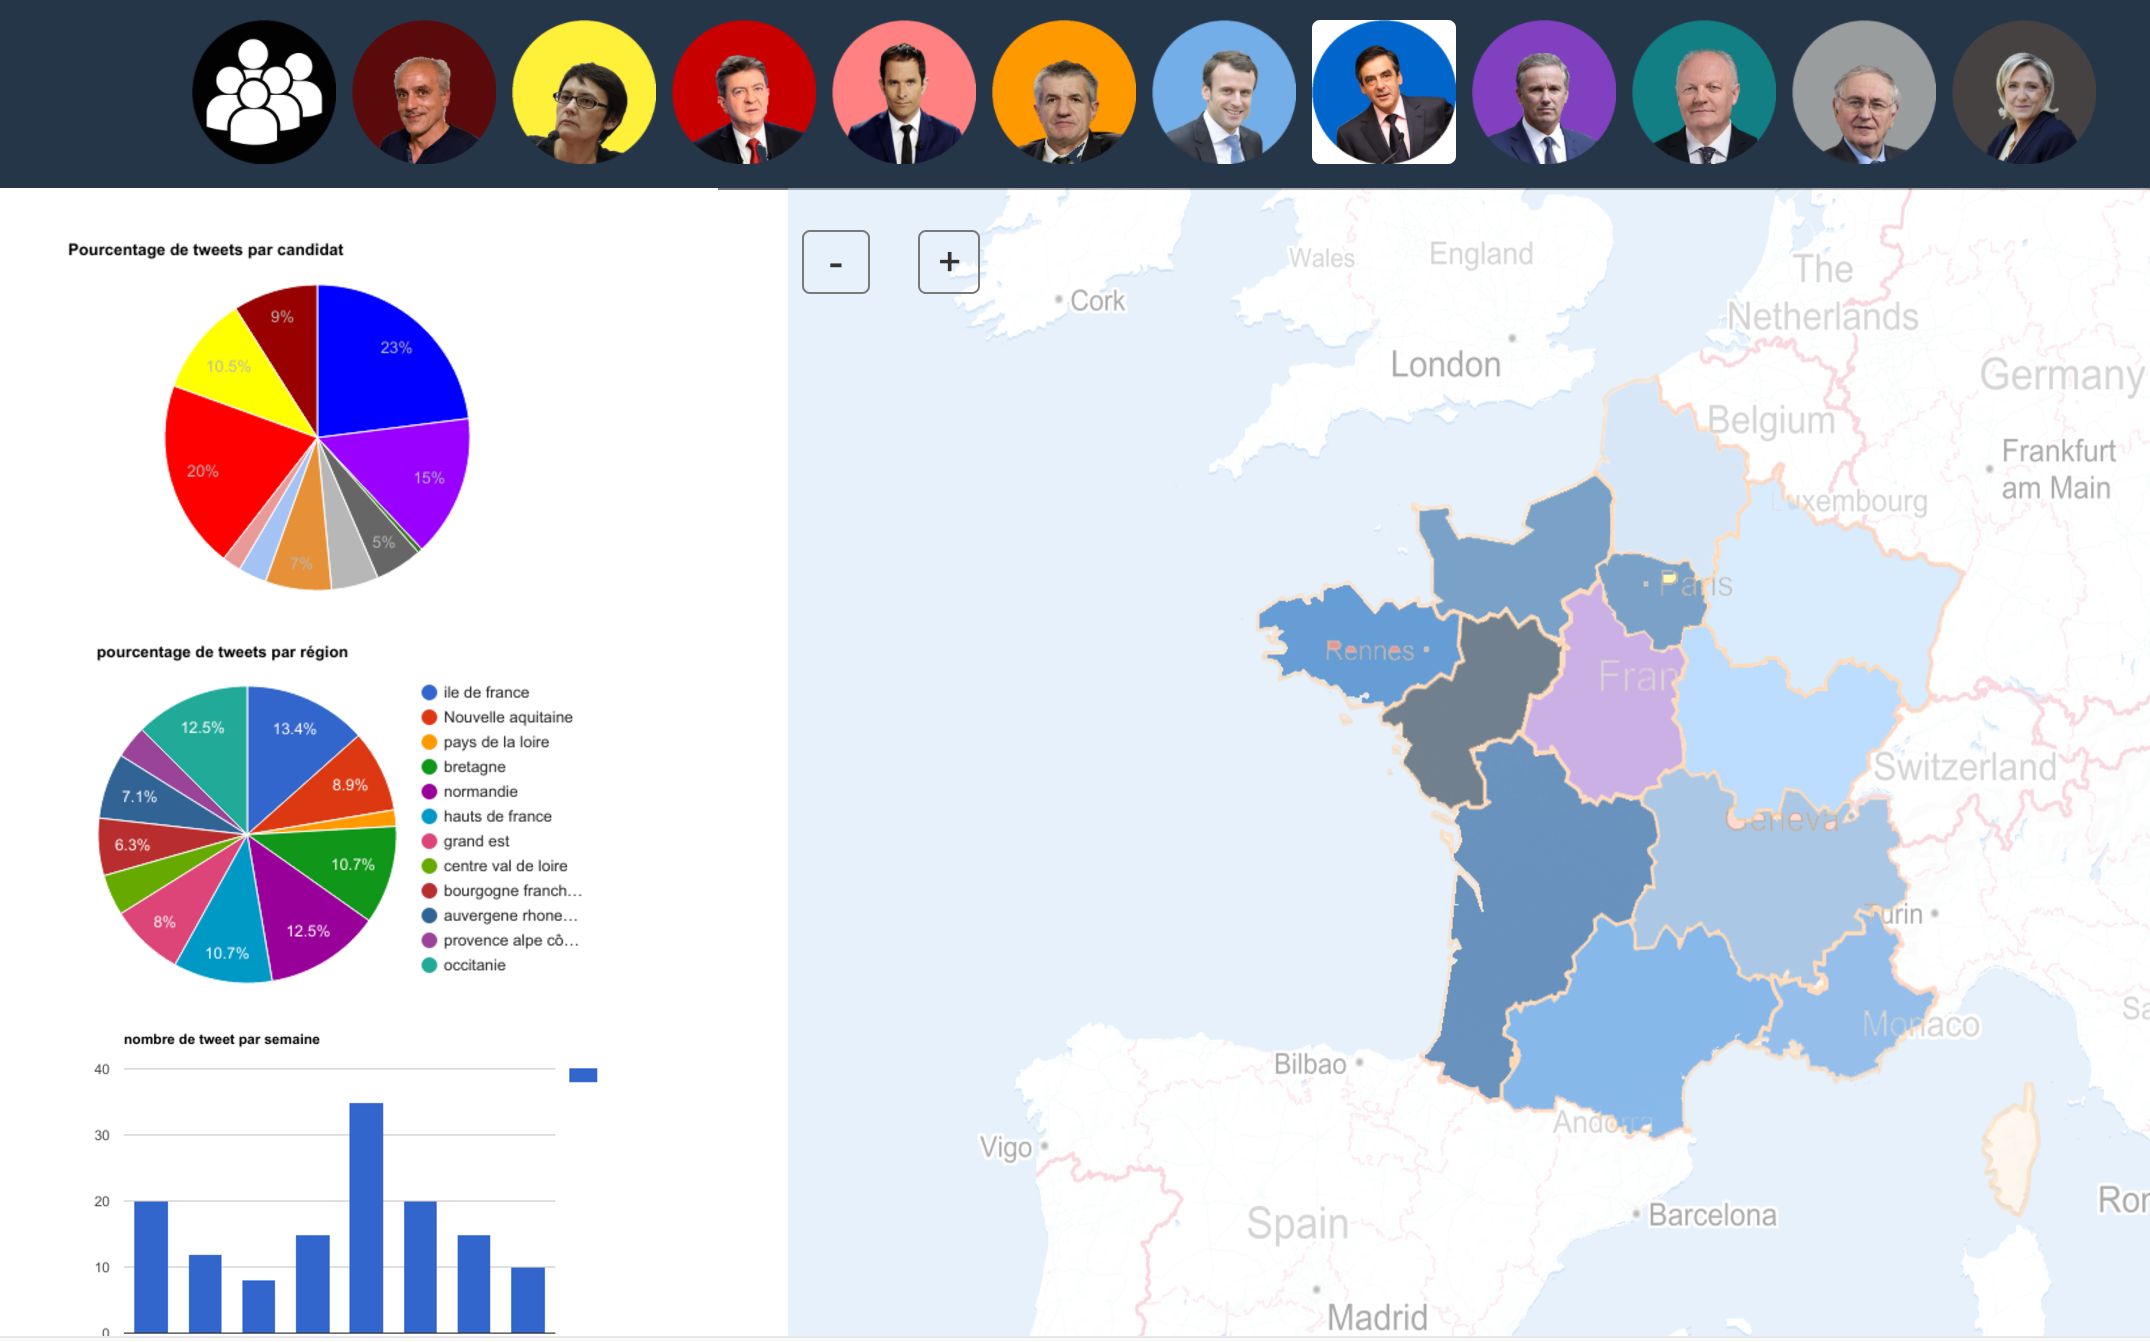 Pourcentage de tweets par candidat
9%
23%
10.5%
20%
15%
5%
7%
pourcentage de tweets par région
12.5%
13.4%
8.9%
7.1%
6.3%
10.7%
8%
12.5%
10.7%
ile de france
Nouvelle aquitaine
pays de la loire
bretagne
normandie
hauts de france
grand est
centre val de loire
bourgogne franch...
auvergene rhone...
provence alpe cô...
occitanie
nombre de tweet par semaine
40
30
20
10
0
-
+
Wales
England
The
Netherlands
Cork
London
Germany
Belgium
Frankfurt
am Main
Luxembourg
Paris
Rennes
Fran
Switzerland
Geneva
Turin
Monaco
Sa
Bilbao
Andorra
Vigo
Barcelona
Ror
Spain
Madrid